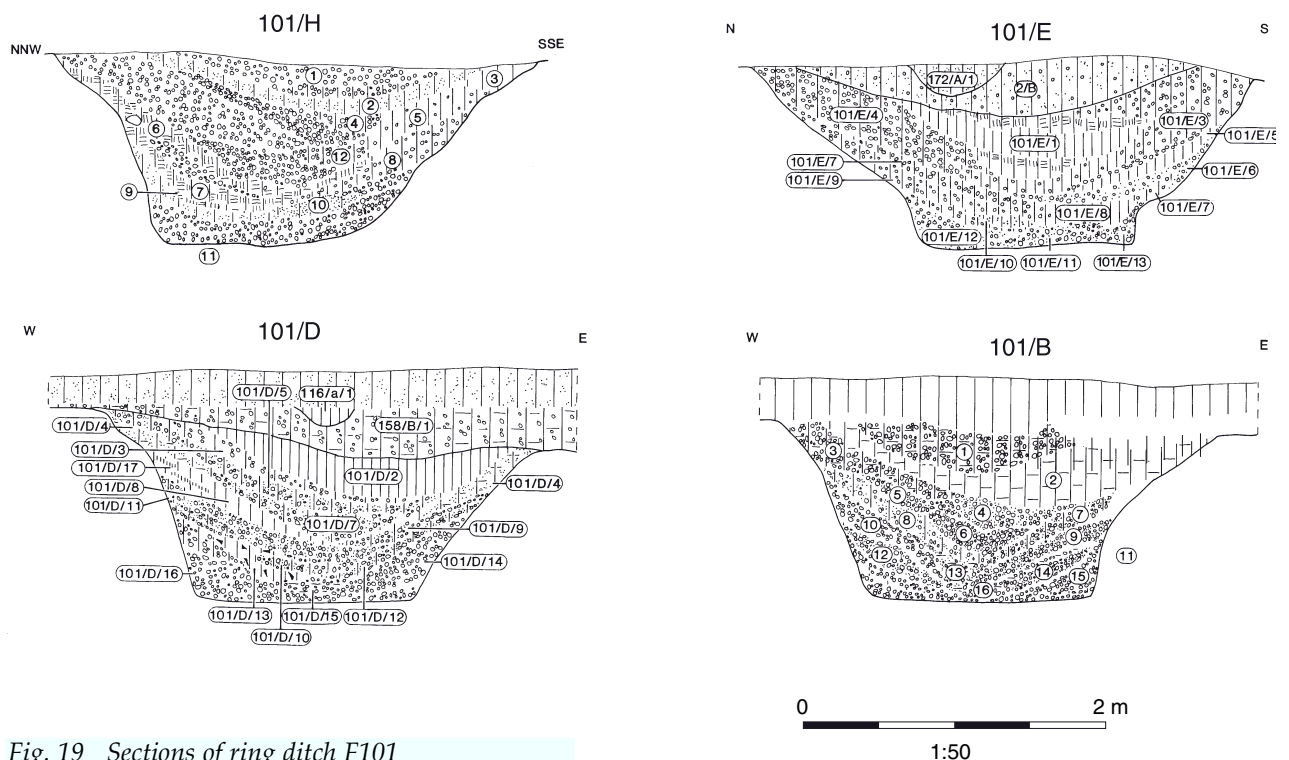 101/H
NNW
SSE
1
3
2
5
4
6
12
8
9
7
10
11
101/E
N
S
172/A/1
2/B
101/E/4
101/E/3
101/E/1
101/E/7
101/E/9
101/E/6
101/E/7
101/E/8
101/E/12
101/E/10
101/E/11
101/E/13
101/D
W
E
101/D/5
116/a/1
101/D/4
158/B/1
101/D/3
101/D/17
101/D/2
101/D/8
101/D/4
101/D/11
101/D/7
101/D/9
101/D/14
101/D/16
101/D/13
101/D/15
101/D/12
101/D/10
101/B
W
E
3
1
2
5
4
7
10
8
6
9
12
11
13
14
15
16
0
2 m
1:50
Fig. 19 Sections of ring ditch F101